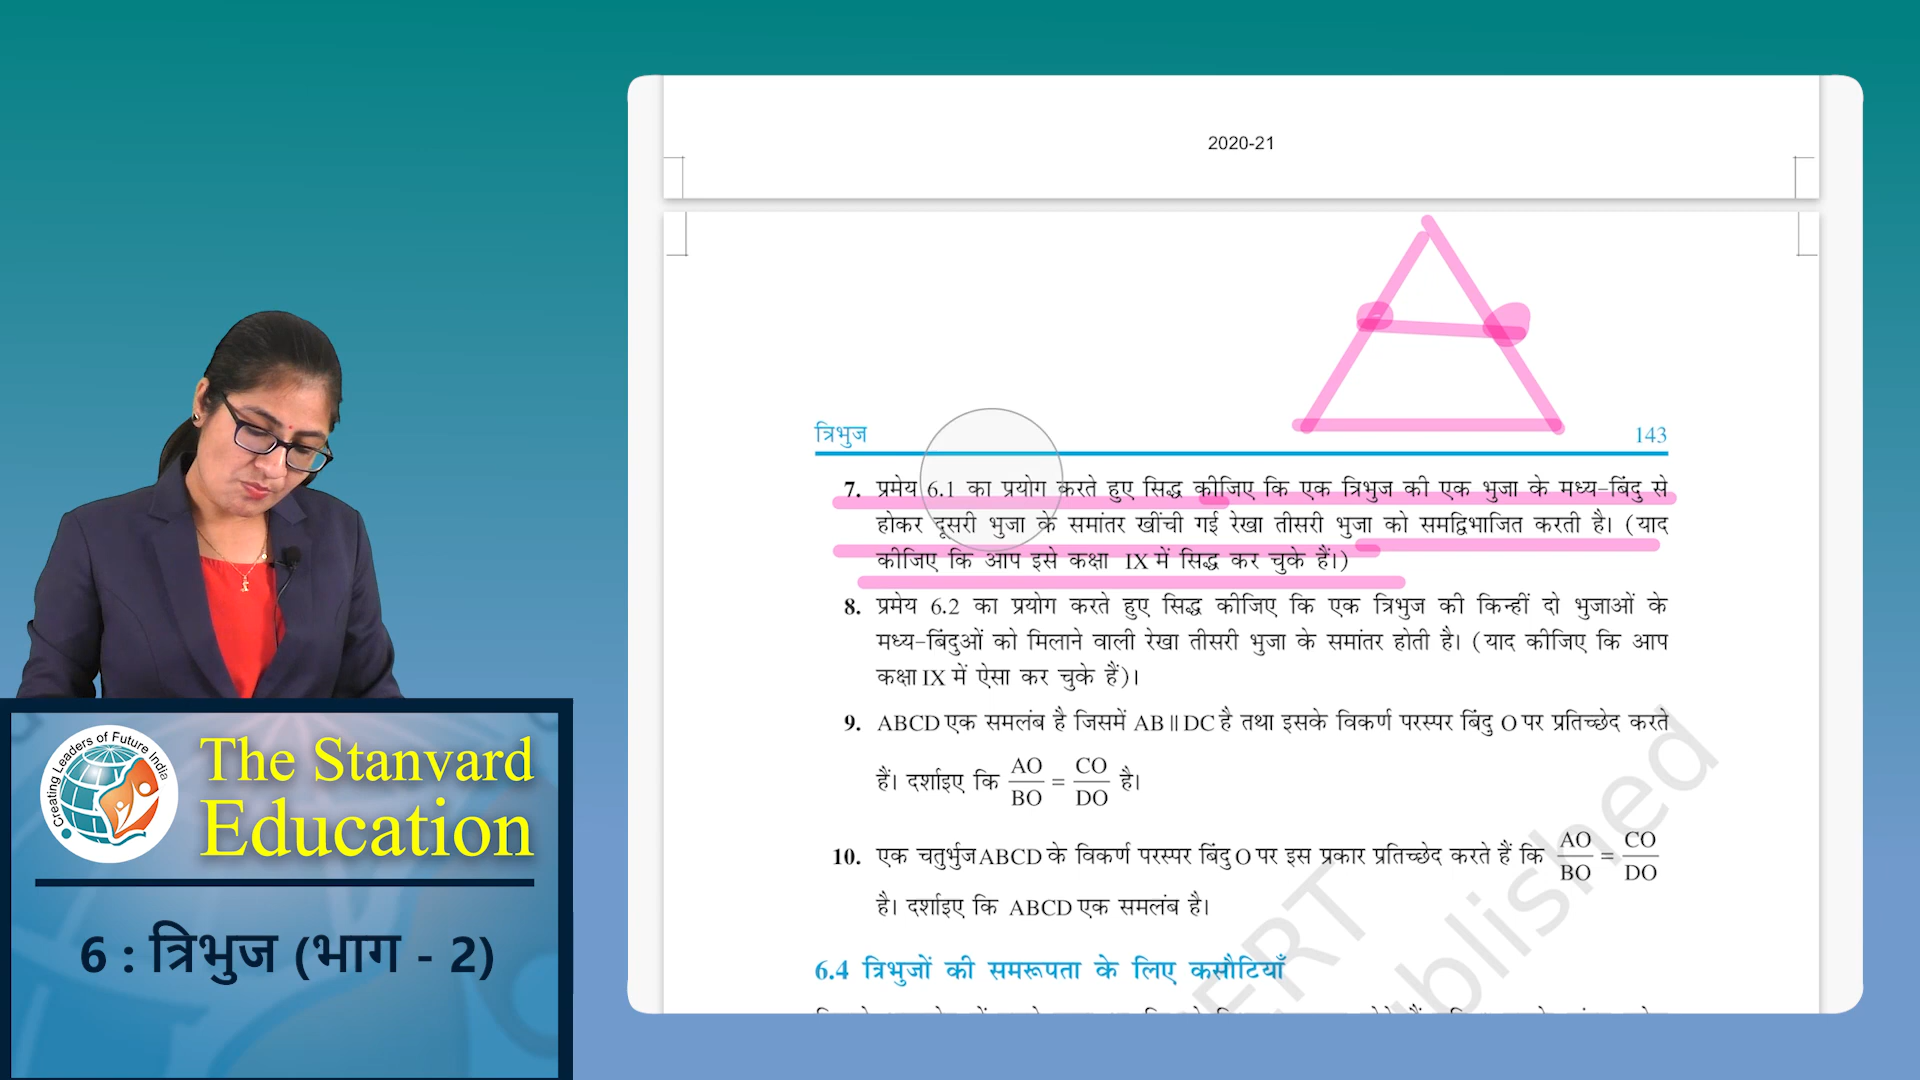 2020-21
त्रिभुज 143
7. प्रमेय 6.1 का प्रयोग करते हुए सिद्ध कीजिए कि एक त्रिभुज की एक भुजा के मध्य-बिंदु से
होकर दूसरी भुजा के समांतर खींची गई रेखा तीसरी भुजा को समद्विभाजित करती है। (याद
कीजिए कि आप इसे कक्षा IX में सिद्ध कर चुके हैं।)
8. प्रमेय 6.2 का प्रयोग करते हुए सिद्ध कीजिए कि एक त्रिभुज की किन्हीं दो भुजाओं के
मध्य-बिंदुओं को मिलाने वाली रेखा तीसरी भुजा के समांतर होती है। (याद कीजिए कि आप
कक्षा IX में ऐसा कर चुके हैं)।
9. ABCD एक समलंब है जिसमें AB || DC है तथा इसके विकर्ण परस्पर बिंदु O पर प्रतिच्छेद करते
हैं। दर्शाइए कि AO/BO = CO/DO है।
10. एक चतुर्भुज ABCD के विकर्ण परस्पर बिंदु O पर इस प्रकार प्रतिच्छेद करते हैं कि AO/BO = CO/DO
है। दर्शाइए कि ABCD एक समलंब है।
6.4 त्रिभुजों की समरूपता के लिए कसौटियाँ
Creating Leaders of Future India
The Stanvard
Education
6 : त्रिभुज (भाग - 2)